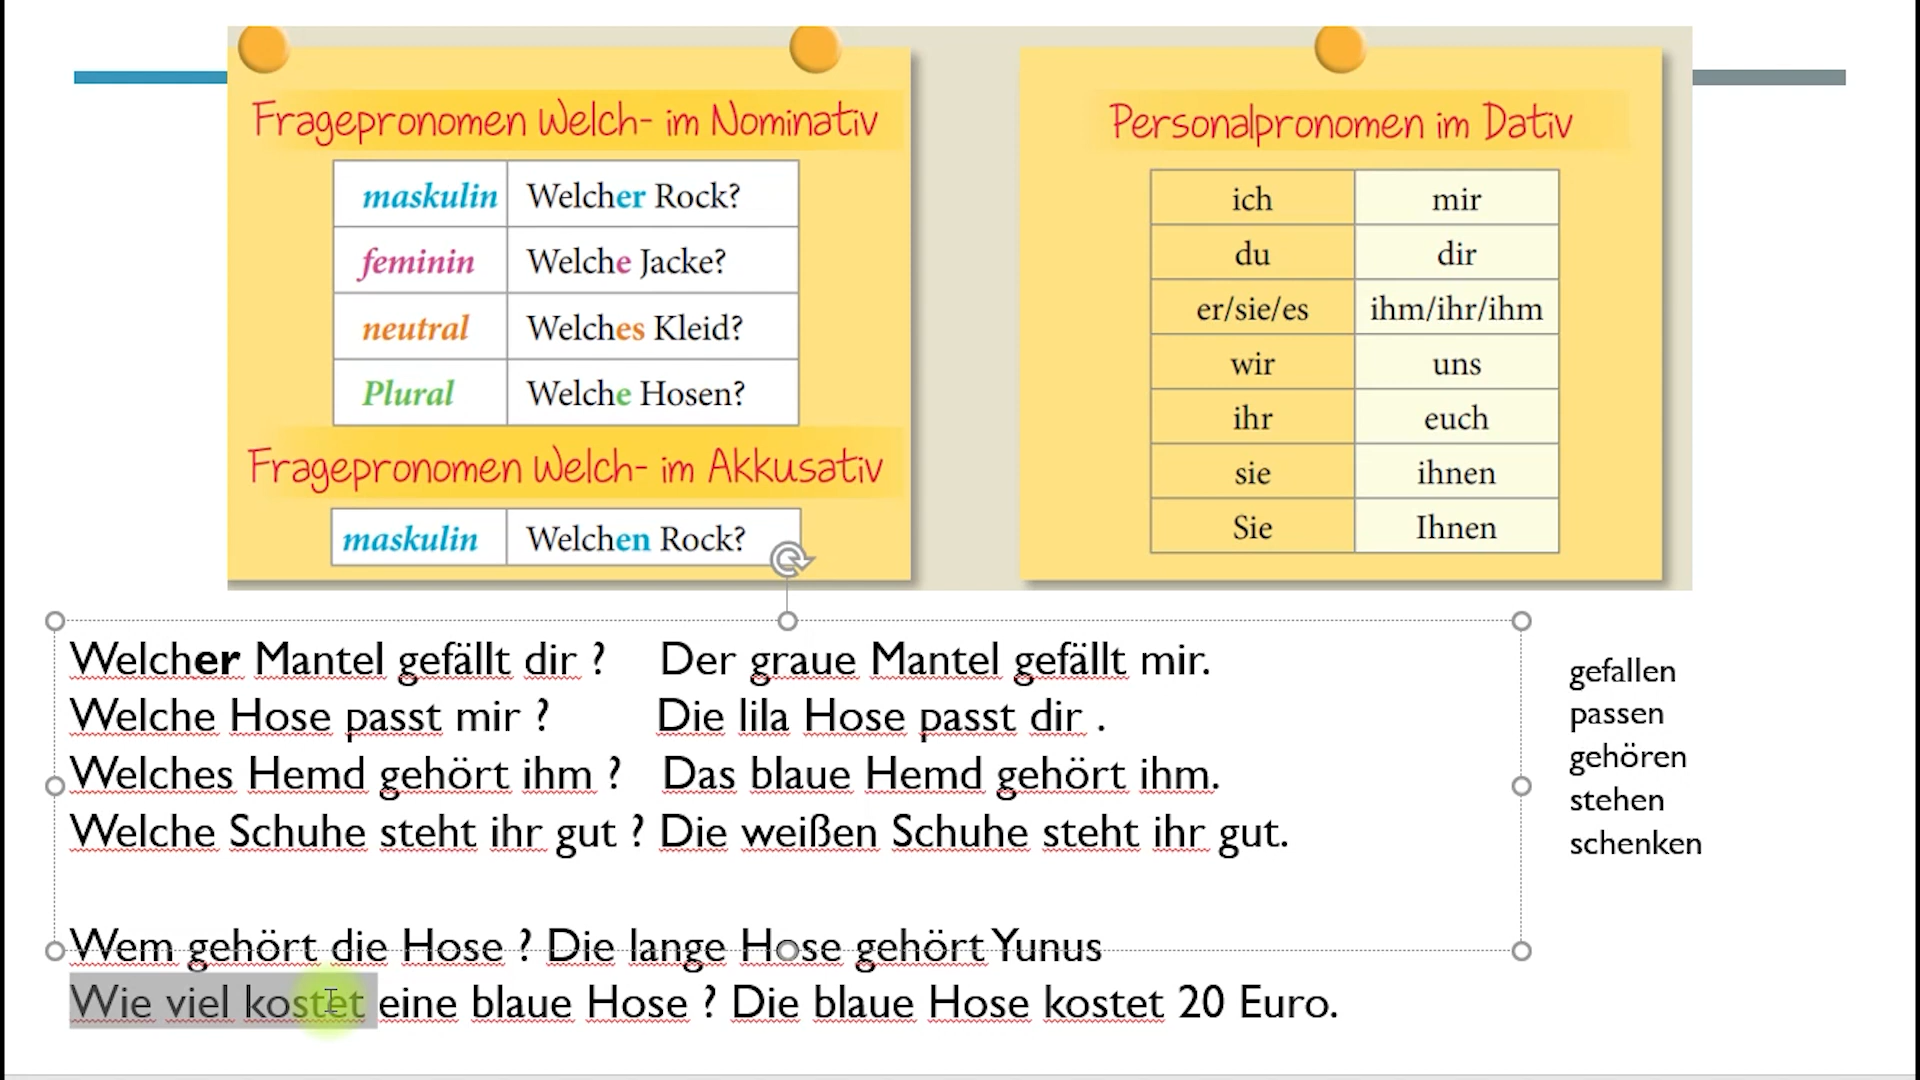 Fragepronomen Welch- im Nominativ
maskulin Welcher Rock?
feminin Welche Jacke?
neutral Welches Kleid?
Plural Welche Hosen?
Fragepronomen Welch- im Akkusativ
maskulin Welchen Rock?
Personalpronomen im Dativ
ich mir
du dir
er/sie/es ihm/ihr/ihm
wir uns
ihr euch
sie ihnen
Sie Ihnen
Welcher Mantel gefällt dir ? Der graue Mantel gefällt mir.
Welche Hose passt mir ? Die lila Hose passt dir .
Welches Hemd gehört ihm ? Das blaue Hemd gehört ihm.
Welche Schuhe steht ihr gut ? Die weißen Schuhe steht ihr gut.
Wem gehört die Hose ? Die lange Hose gehört Yunus
Wie viel kostet eine blaue Hose ? Die blaue Hose kostet 20 Euro.
gefallen
passen
gehören
stehen
schenken